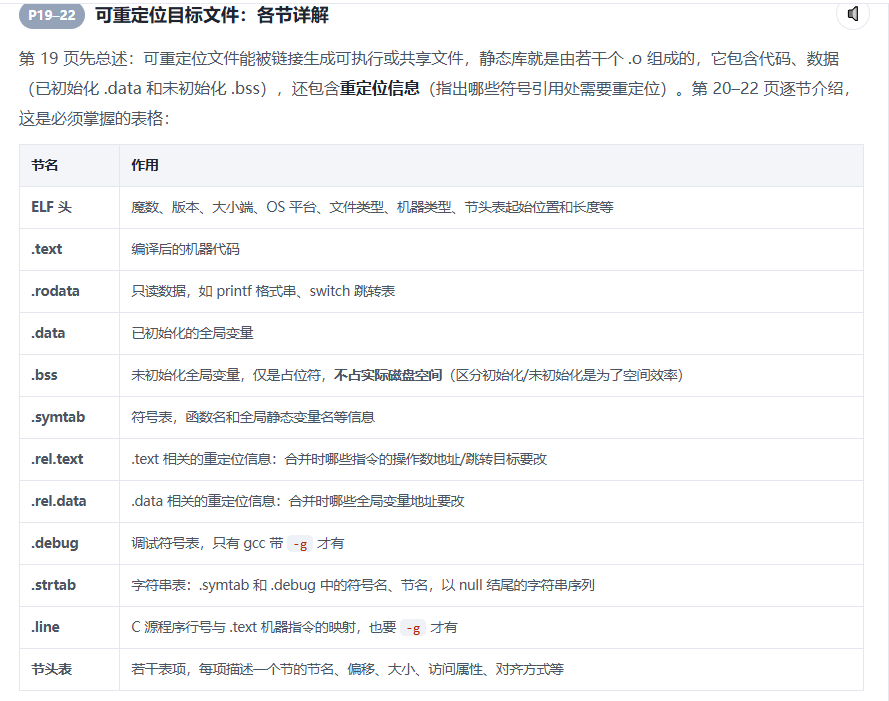 P19–22 可重定位目标文件：各节详解
第 19 页先总述：可重定位文件能被链接生成可执行或共享文件，静态库就是由若干个 .o 组成的，它包含代码、数据
（已初始化 .data 和未初始化 .bss），还包含重定位信息（指出哪些符号引用处需要重定位）。第 20–22 页逐节介绍，
这是必须掌握的表格：
节名 作用
ELF 头 魔数、版本、大小端、OS 平台、文件类型、机器类型、节头表起始位置和长度等
.text 编译后的机器代码
.rodata 只读数据，如 printf 格式串、switch 跳转表
.data 已初始化的全局变量
.bss 未初始化全局变量，仅是占位符，不占实际磁盘空间（区分初始化/未初始化是为了空间效率）
.symtab 符号表，函数名和全局静态变量名等信息
.rel.text .text 相关的重定位信息：合并时哪些指令的操作数地址/跳转目标要改
.rel.data .data 相关的重定位信息：合并时哪些全局变量地址要改
.debug 调试符号表，只有 gcc 带 -g 才有
.strtab 字符串表：.symtab 和 .debug 中的符号名、节名，以 null 结尾的字符串序列
.line C 源程序行号与 .text 机器指令的映射，也要 -g 才有
节头表 若干表项，每项描述一个节的节名、偏移、大小、访问属性、对齐方式等